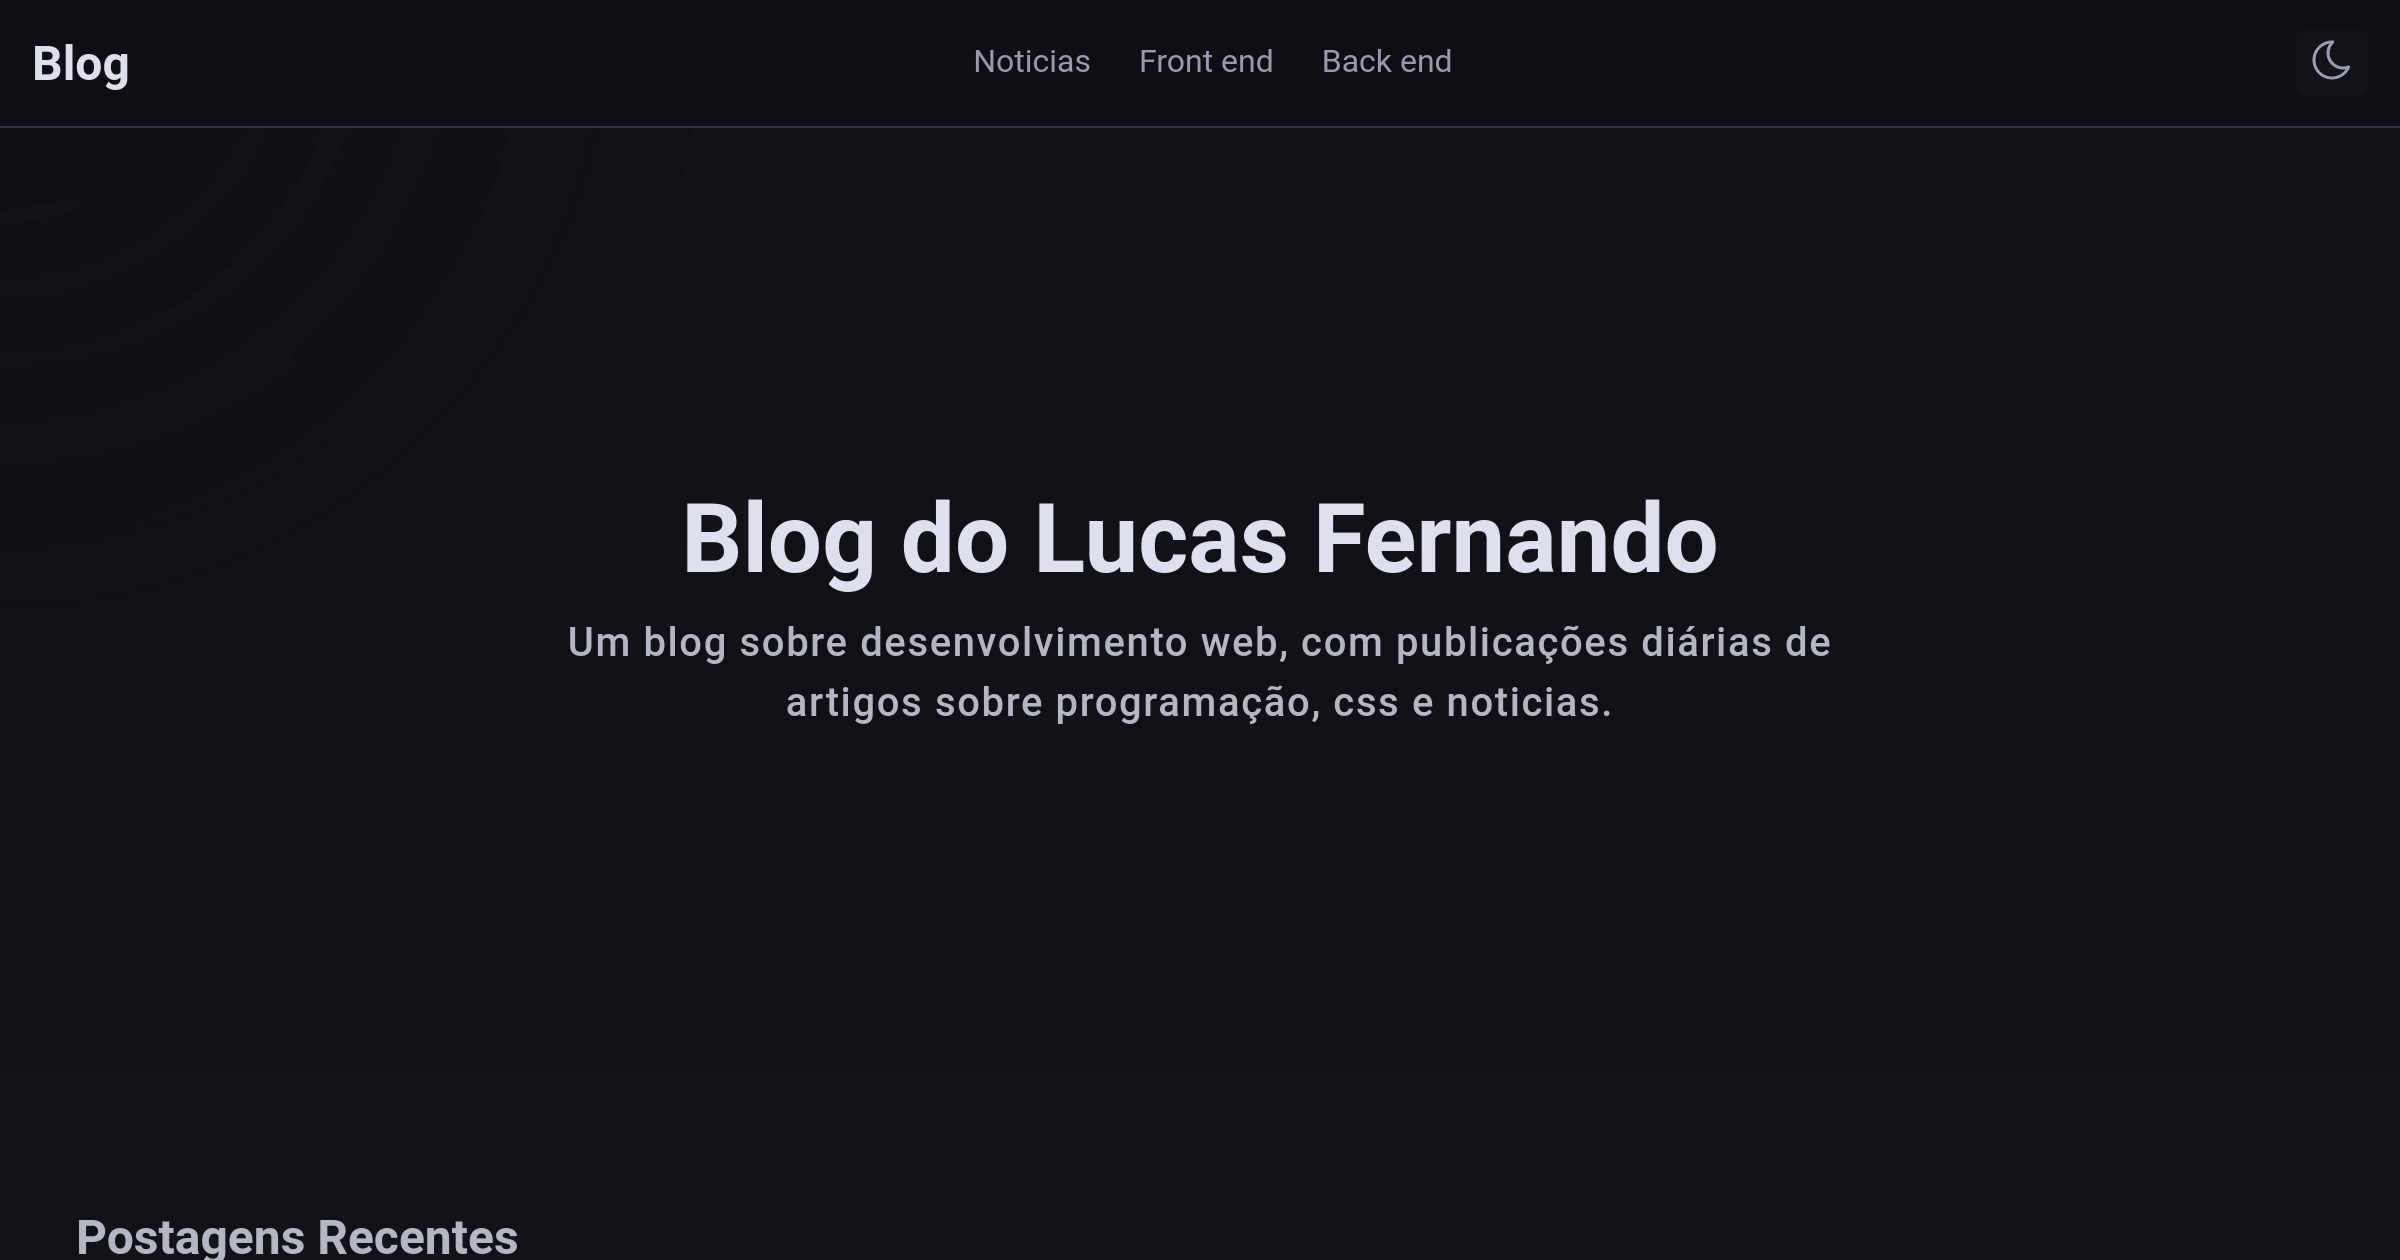 Blog
Noticias
Front end
Back end
Blog do Lucas Fernando
Um blog sobre desenvolvimento web, com publicações diárias de
artigos sobre programação, css e noticias.
Postagens Recentes